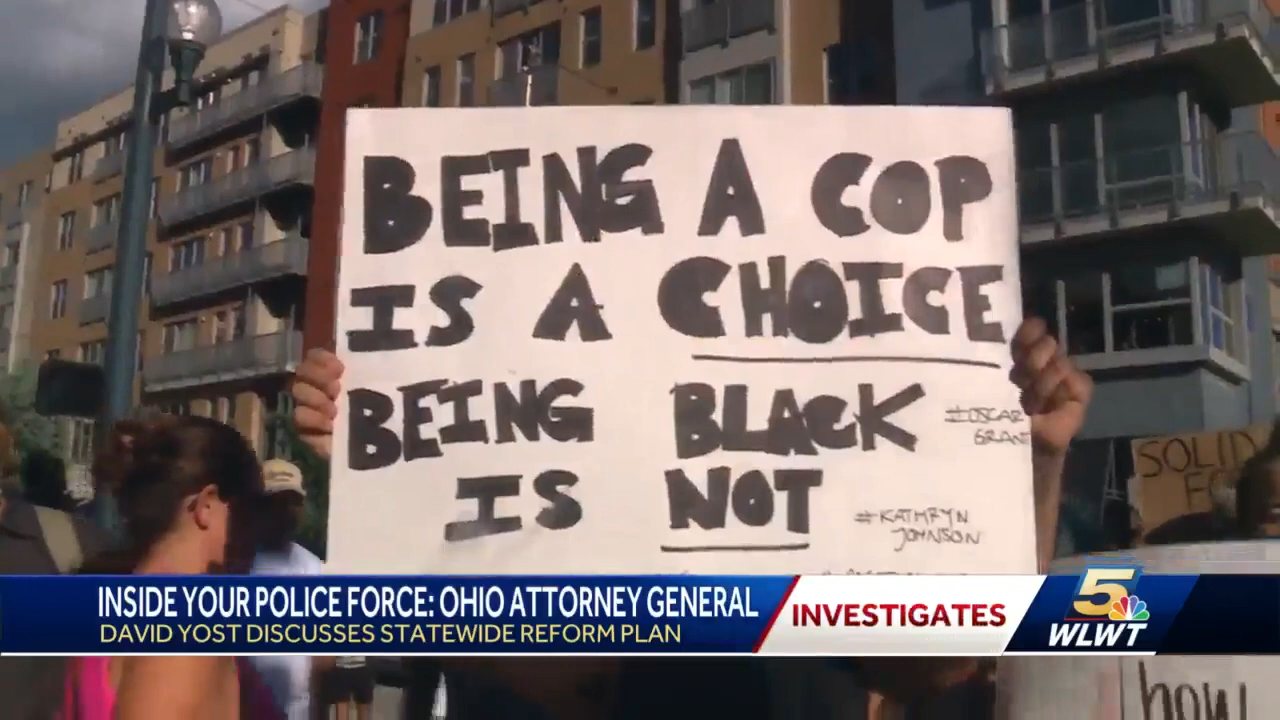 BEING A COP
IS A CHOICE
BEING BLACK
IS NOT
#OSCAR
GRANT
#KATHRYN
JOHNSON
SOLID
INSIDE YOUR POLICE FORCE: OHIO ATTORNEY GENERAL
DAVID YOST DISCUSSES STATEWIDE REFORM PLAN
INVESTIGATES
5
WLWT
how